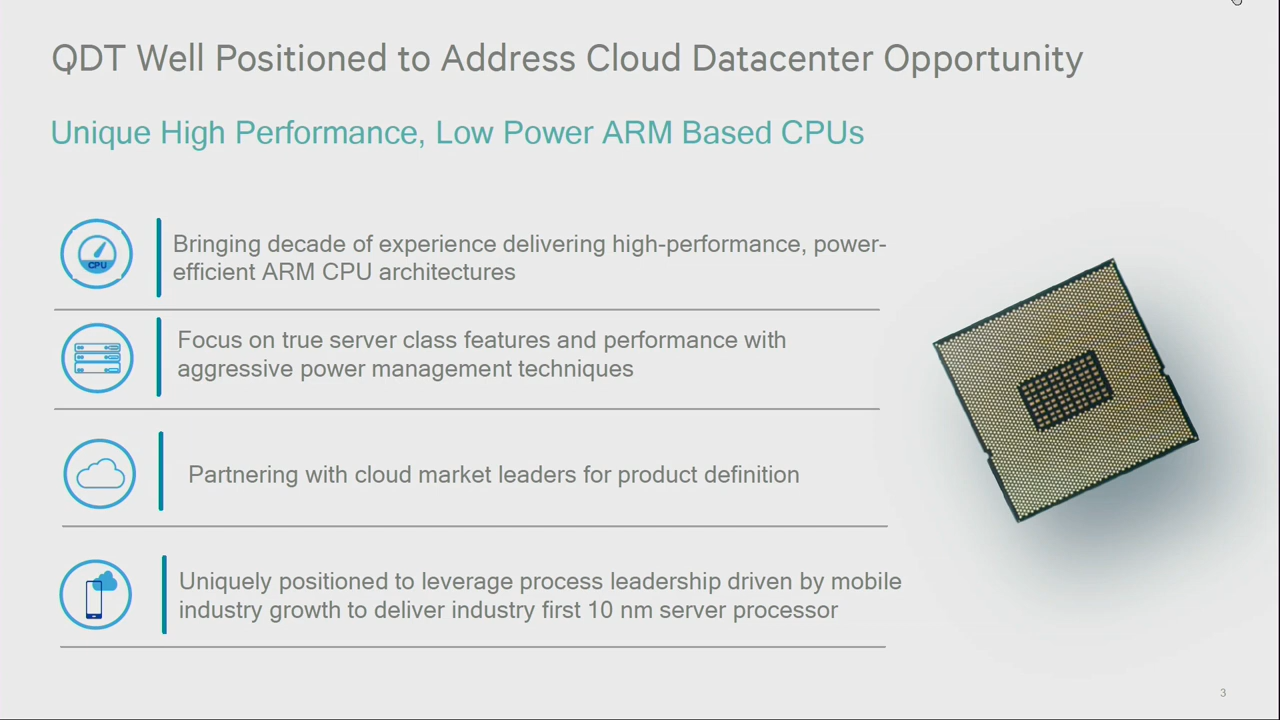 QDT Well Positioned to Address Cloud Datacenter Opportunity
Unique High Performance, Low Power ARM Based CPUs
CPU
Bringing decade of experience delivering high-performance, power-
efficient ARM CPU architectures
Focus on true server class features and performance with
aggressive power management techniques
Partnering with cloud market leaders for product definition
Uniquely positioned to leverage process leadership driven by mobile
industry growth to deliver industry first 10 nm server processor
3